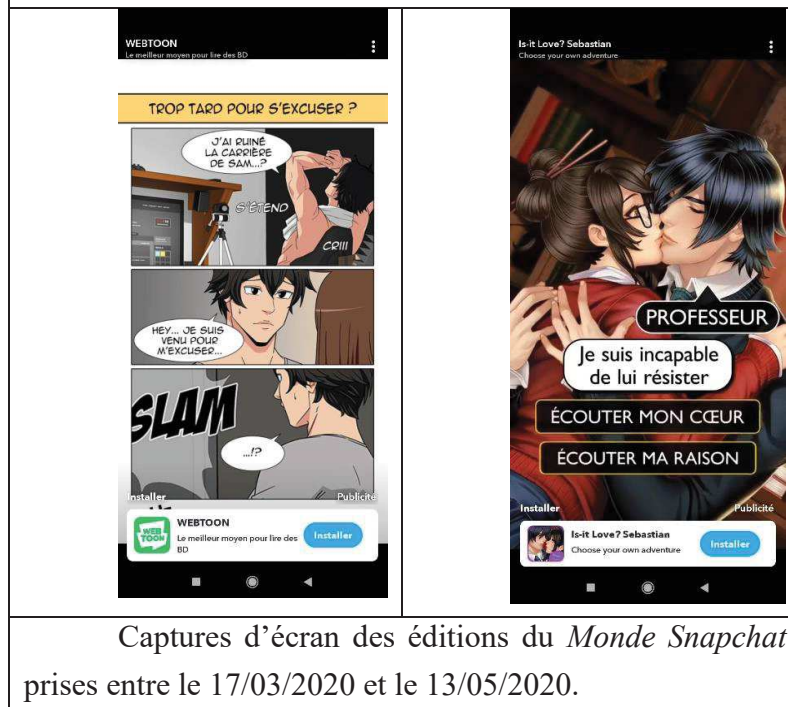 WEBTOON
Le meilleur moyen pour lire des BD
TROP TARD POUR S'EXCUSER ?
J'AI RUINÉ
LA CARRIÈRE
DE SAM...?
S'ÉTEND
CRIII
HEY... JE SUIS
VENU POUR
M'EXCUSER...
SLAM
...!?
Installer
Publicité
WEB
TOON
WEBTOON
Le meilleur moyen pour lire des
BD
Installer
Is-it Love? Sebastian
Choose your own adventure
PROFESSEUR
Je suis incapable
de lui résister
ÉCOUTER MON CŒUR
ÉCOUTER MA RAISON
Installer
Publicité
Is-it Love? Sebastian
Choose your own adventure
Installer
Captures d'écran des éditions du Monde Snapchat
prises entre le 17/03/2020 et le 13/05/2020.